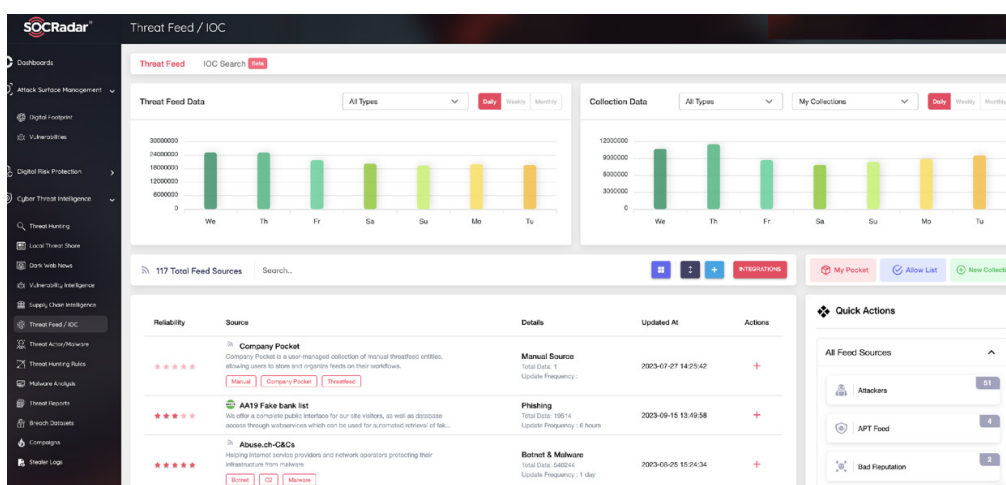 SOCRadar®
Threat Feed / IOC
Dashboards
Attack Surface Management
Digital Footprint
Vulnerabilities
Digital Risk Protection
Cyber Threat Intelligence
Threat Hunting
Local Threat Share
Dark Web News
Vulnerability Intelligence
Supply Chain Intelligence
Threat Feed / IOC
Threat Actor/Malware
Threat Hunting Rules
Malware Analysis
Threat Reports
Breach Datasets
Campaigns
Stealer Logs
Threat Feed
IOC Search Beta
Threat Feed Data
All Types
Daily Weekly Monthly
30000000
24000000
18000000
12000000
6000000
0
We Th Fr Sa Su Mo Tu
Collection Data
All Types
My Collections
Daily Weekly Monthly
12000000
9000000
6000000
3000000
0
We Th Fr Sa Su Mo Tu
117 Total Feed Sources
Search...
INTEGRATIONS
My Pocket
Allow List
New Collecti
Reliability Source Details Updated At Actions
Company Pocket
Company Pocket is a user-managed collection of manual threatfeed entities,
allowing users to store and organize feeds on their workflows.
Manual Company Pocket Threatfeed
Manual Source
Total Data: 1
Update Frequency :
2023-07-27 14:25:42
AA19 Fake bank list
We offer a complete public interface for our site visitors, as well as database
access through webservices which can be used for automated retrieval of fak...
Phishing
Total Data: 19514
Update Frequency : 6 hours
2023-09-15 13:49:58
Abuse.ch-C&Cs
Helping internet service providers and network operators protecting their
infrastructure from malware
Botnet C2 Malware
Botnet & Malware
Total Data: 546244
Update Frequency : 1 day
2023-08-25 15:24:34
Quick Actions
All Feed Sources
Attackers 51
APT Feed 4
Bad Reputation 2